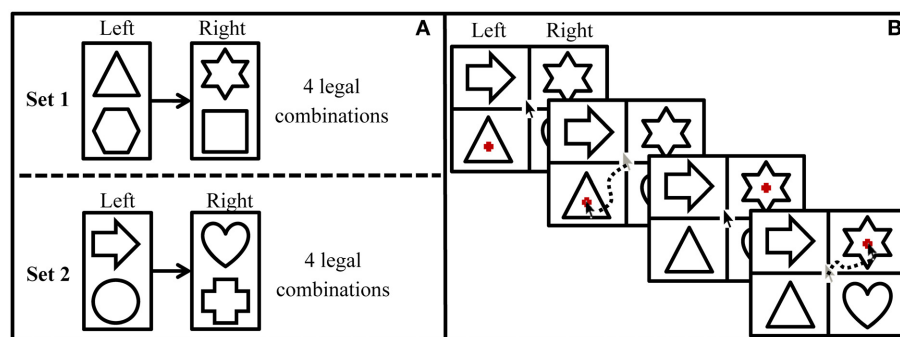 Left Right A
Set 1
4 legal
combinations
Left Right
Set 2
4 legal
combinations
Left Right B